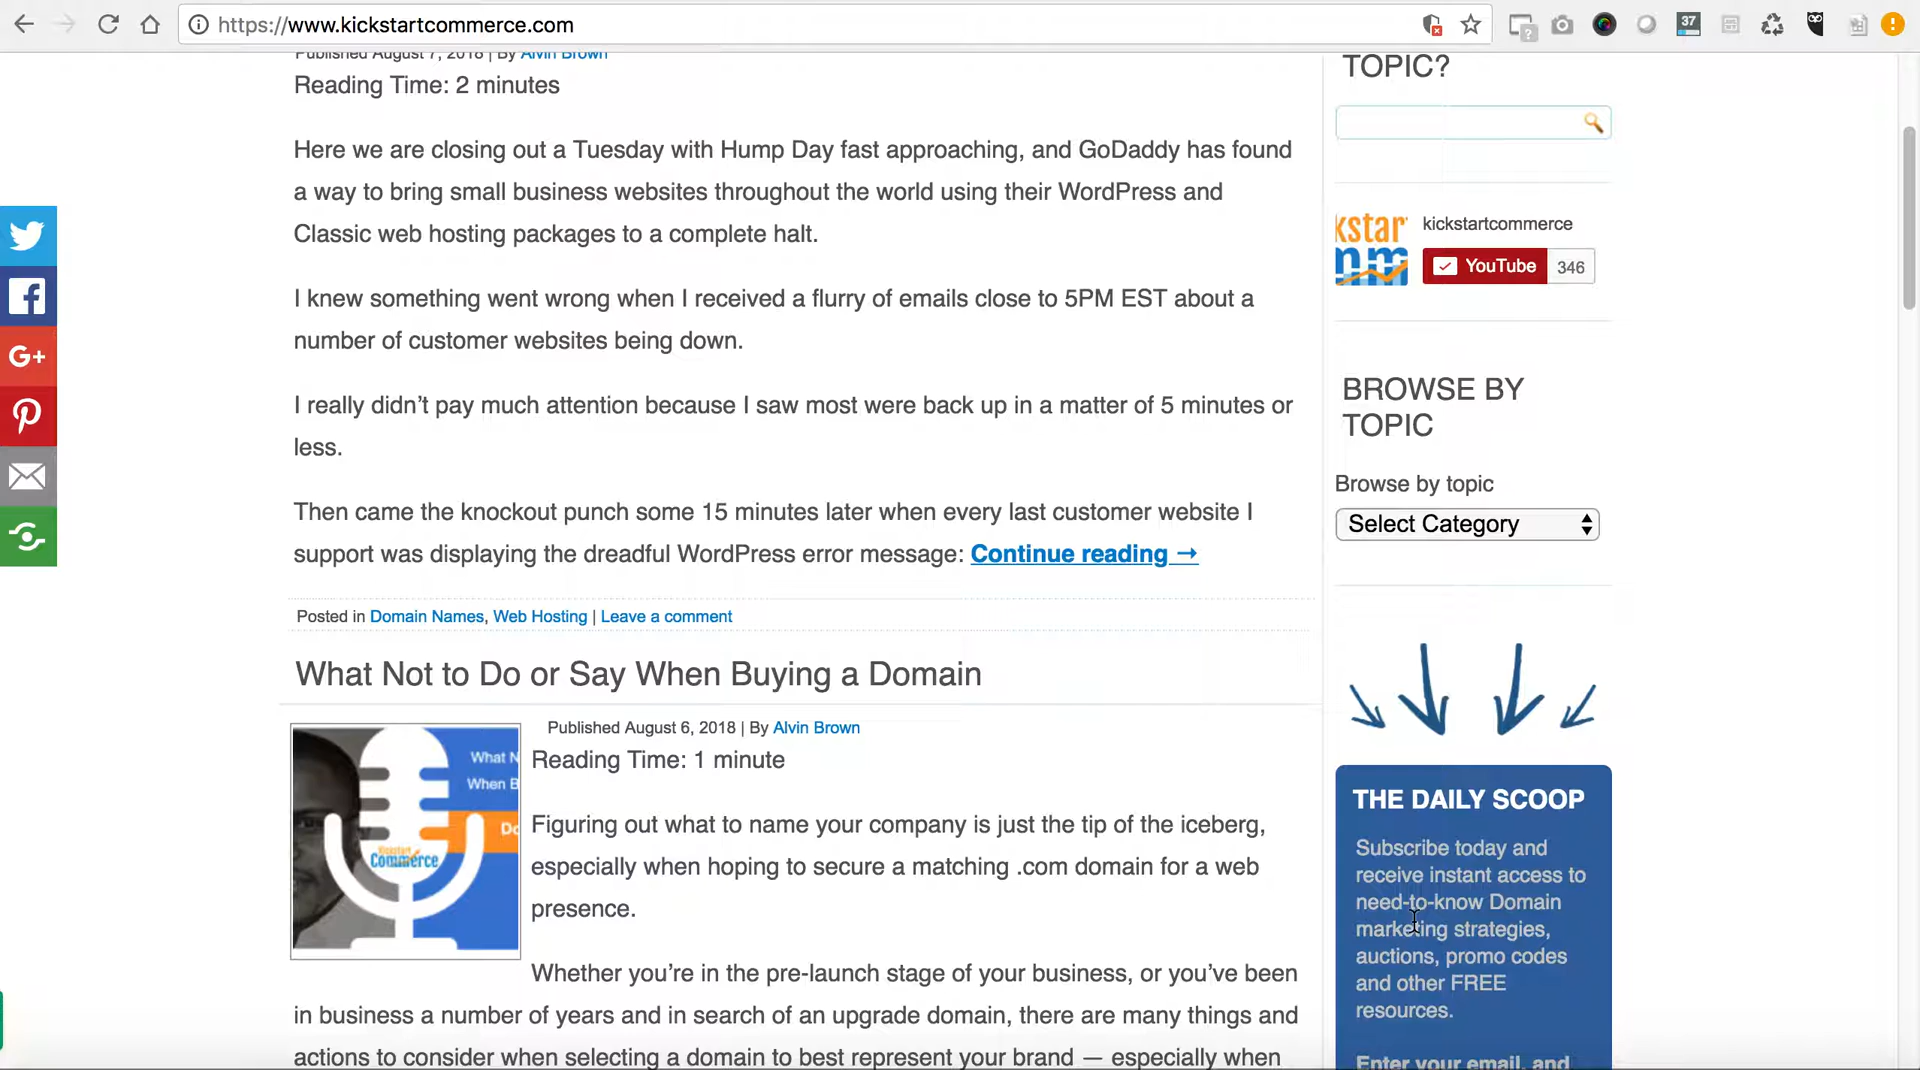 https://www.kickstartcommerce.com
37
Published August 7, 2018 | By Alvin Brown
Reading Time: 2 minutes
Here we are closing out a Tuesday with Hump Day fast approaching, and GoDaddy has found
a way to bring small business websites throughout the world using their WordPress and
Classic web hosting packages to a complete halt.
I knew something went wrong when I received a flurry of emails close to 5PM EST about a
number of customer websites being down.
I really didn’t pay much attention because I saw most were back up in a matter of 5 minutes or
less.
Then came the knockout punch some 15 minutes later when every last customer website I
support was displaying the dreadful WordPress error message: Continue reading →
Posted in Domain Names, Web Hosting | Leave a comment
What Not to Do or Say When Buying a Domain
Published August 6, 2018 | By Alvin Brown
Reading Time: 1 minute
What N
When B
Do
Kickstart
Commerce
Figuring out what to name your company is just the tip of the iceberg,
especially when hoping to secure a matching .com domain for a web
presence.
Whether you’re in the pre-launch stage of your business, or you’ve been
in business a number of years and in search of an upgrade domain, there are many things and
actions to consider when selecting a domain to best represent your brand — especially when
TOPIC?
kstar
kickstartcommerce
YouTube 346
BROWSE BY
TOPIC
Browse by topic
Select Category
THE DAILY SCOOP
Subscribe today and
receive instant access to
need-to-know Domain
marketing strategies,
auctions, promo codes
and other FREE
resources.
Enter your email, and